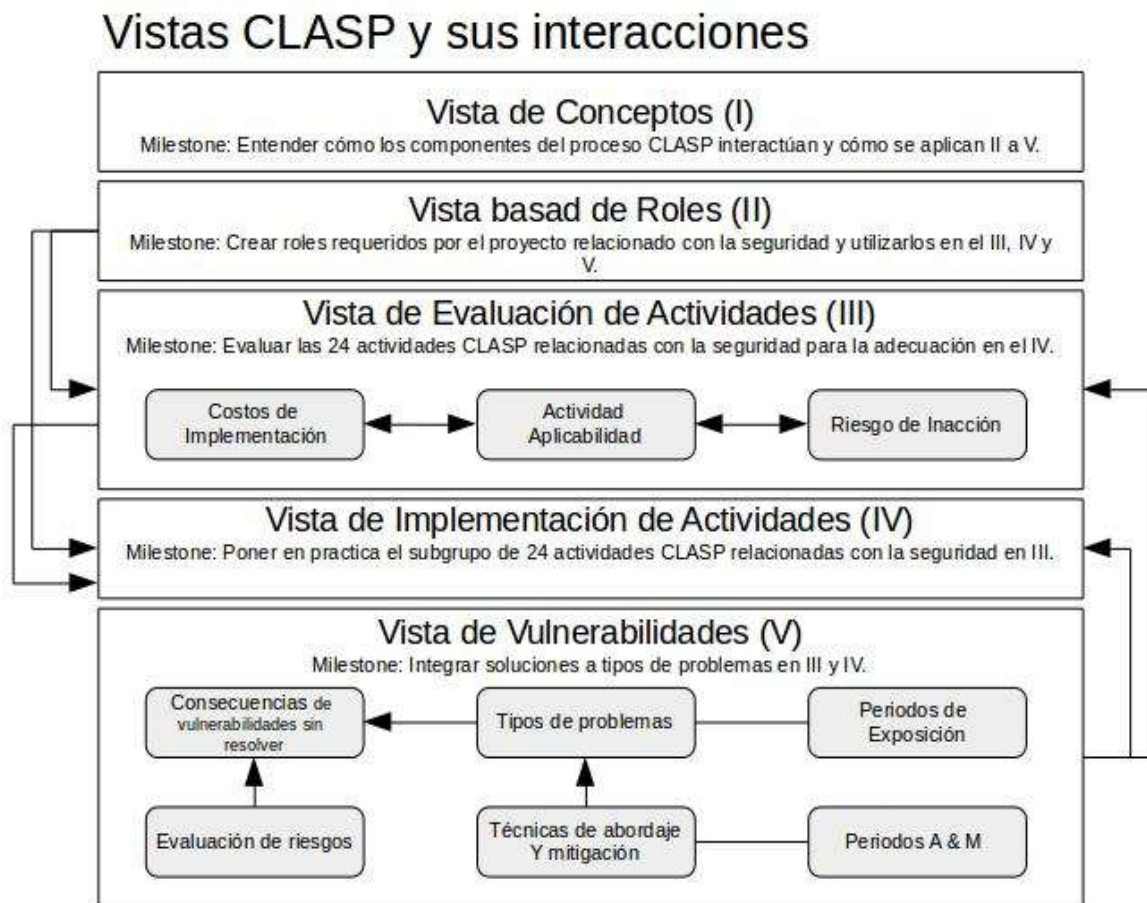 Vistas CLASP y sus interacciones
Vista de Conceptos (I)
Milestone: Entender cómo los componentes del proceso CLASP interactúan y cómo se aplican II a V.
Vista basad de Roles (II)
Milestone: Crear roles requeridos por el proyecto relacionado con la seguridad y utilizarlos en el III, IV y
V.
Vista de Evaluación de Actividades (III)
Milestone: Evaluar las 24 actividades CLASP relacionadas con la seguridad para la adecuación en el IV.
Costos de
Implementación
Actividad
Aplicabilidad
Riesgo de Inacción
Vista de Implementación de Actividades (IV)
Milestone: Poner en practica el subgrupo de 24 actividades CLASP relacionadas con la seguridad en III.
Vista de Vulnerabilidades (V)
Milestone: Integrar soluciones a tipos de problemas en III y IV.
Consecuencias de
vulnerabilidades sin
resolver
Tipos de problemas
Periodos de
Exposición
Evaluación de riesgos
Técnicas de abordaje
Y mitigación
Periodos A & M